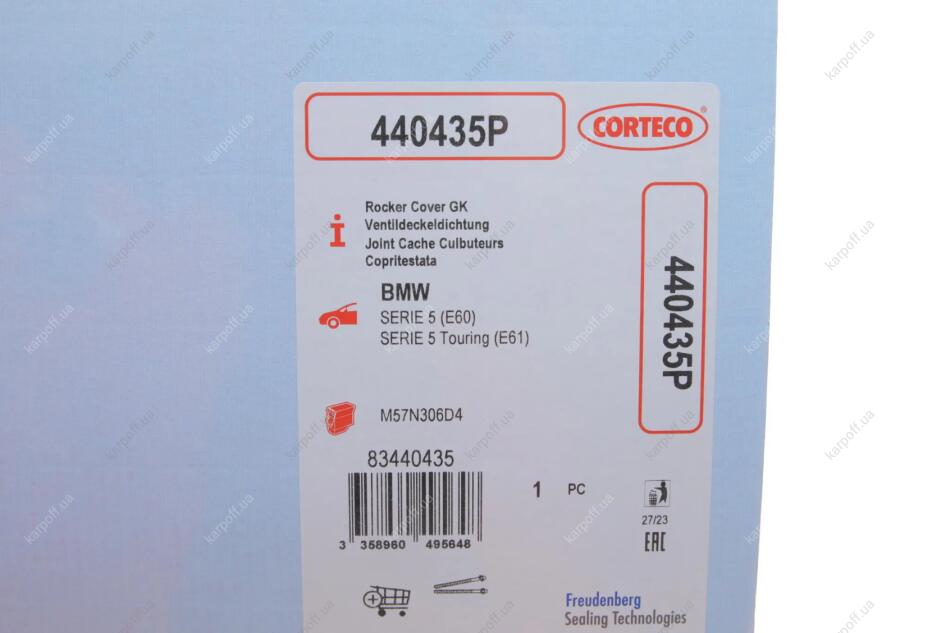 440435P
CORTECO®
Rocker Cover GK
Ventildeckeldichtung
Joint Cache Culbuteurs
Copritestata
BMW
SERIE 5 (E60)
SERIE 5 Touring (E61)
440435P
M57N306D4
83440435
1 PC
3 358960 495648
27/23
EAC
Freudenberg
Sealing Technologies
karpoff.ua